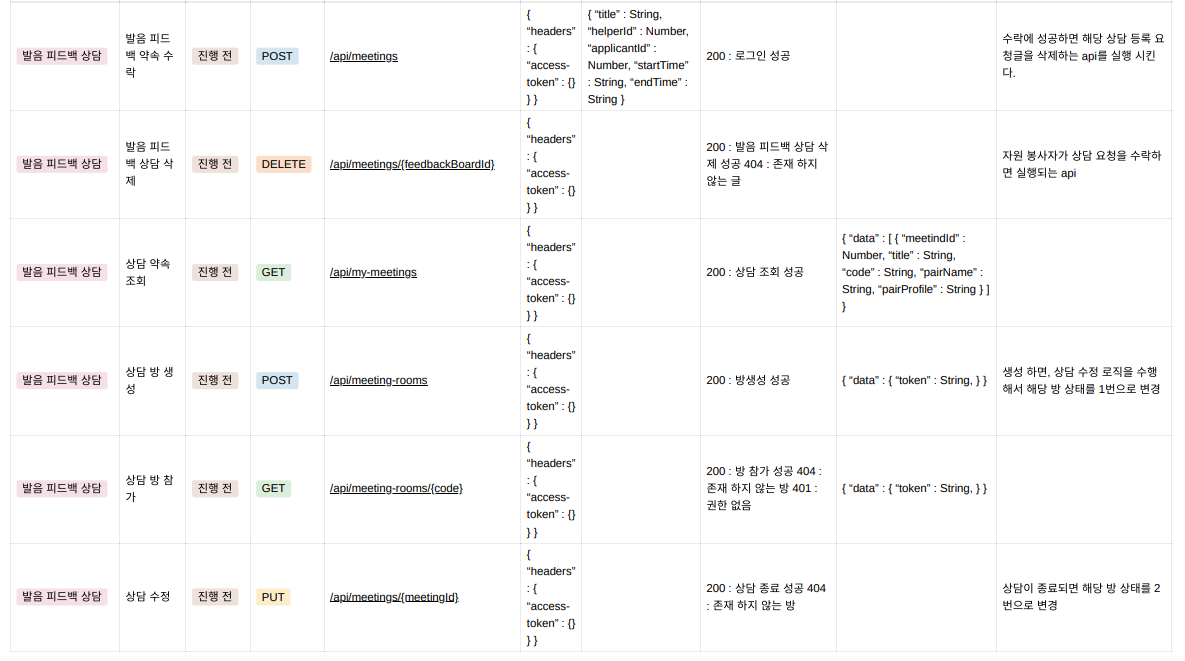 발음 피드백 상담
발음 피드
백 약속 수
락
진행 전
POST
/api/meetings
{
“headers”
: {
“access-
token” : {}
} }
{ “title” : String,
“helperId” : Number,
“applicantId” :
Number, “startTime”
: String, “endTime” :
String }
200 : 로그인 성공
수락에 성공하면 해당 상담 등록 요
청글을 삭제하는 api를 실행 시킨
다.
발음 피드백 상담
발음 피드
백 상담 삭
제
진행 전
DELETE
/api/meetings/{feedbackBoardId}
{
“headers”
: {
“access-
token” : {}
} }
200 : 발음 피드백 상담 삭
제 성공 404 : 존재 하지
않는 글
자원 봉사자가 상담 요청을 수락하
면 실행되는 api
발음 피드백 상담
상담 약속
조회
진행 전
GET
/api/my-meetings
{
“headers”
: {
“access-
token” : {}
} }
200 : 상담 조회 성공
{ “data” : [ { “meetindId” :
Number, “title” : String,
“code” : String, “pairName” :
String, “pairProfile” : String } ]
}
발음 피드백 상담
상담 방 생
성
진행 전
POST
/api/meeting-rooms
{
“headers”
: {
“access-
token” : {}
} }
200 : 방생성 성공
{ “data” : { “token” : String, } }
생성 하면, 상담 수정 로직을 수행
해서 해당 방 상태를 1번으로 변경
발음 피드백 상담
상담 방 참
가
진행 전
GET
/api/meeting-rooms/{code}
{
“headers”
: {
“access-
token” : {}
} }
200 : 방 참가 성공 404 :
존재 하지 않는 방 401 :
권한 없음
{ “data” : { “token” : String, } }
발음 피드백 상담
상담 수정
진행 전
PUT
/api/meetings/{meetingId}
{
“headers”
: {
“access-
token” : {}
} }
200 : 상담 종료 성공 404
: 존재 하지 않는 방
상담이 종료되면 해당 방 상태를 2
번으로 변경